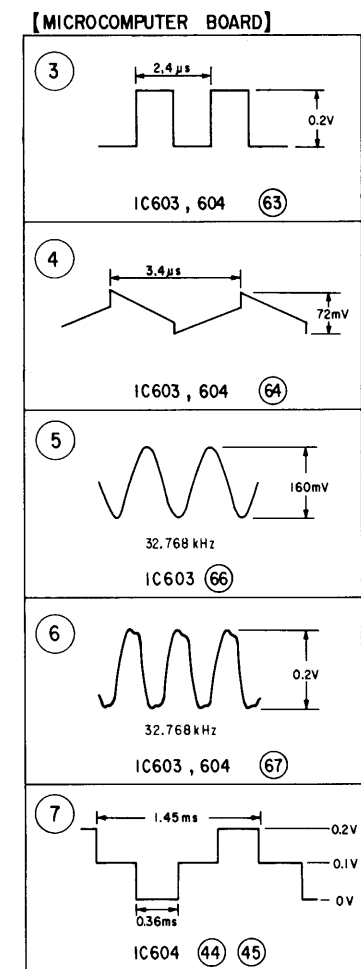 [MICROCOMPUTER BOARD]
3
2.4 µs
0.2V
IC603, 604 63
4
3.4µs
72mV
IC603, 604 64
5
160mV
32.768 kHz
IC603 66
6
0.2V
32.768kHz
IC603, 604 67
7
1.45ms
0.2V
0.1V
0V
0.36ms
IC604 44 45